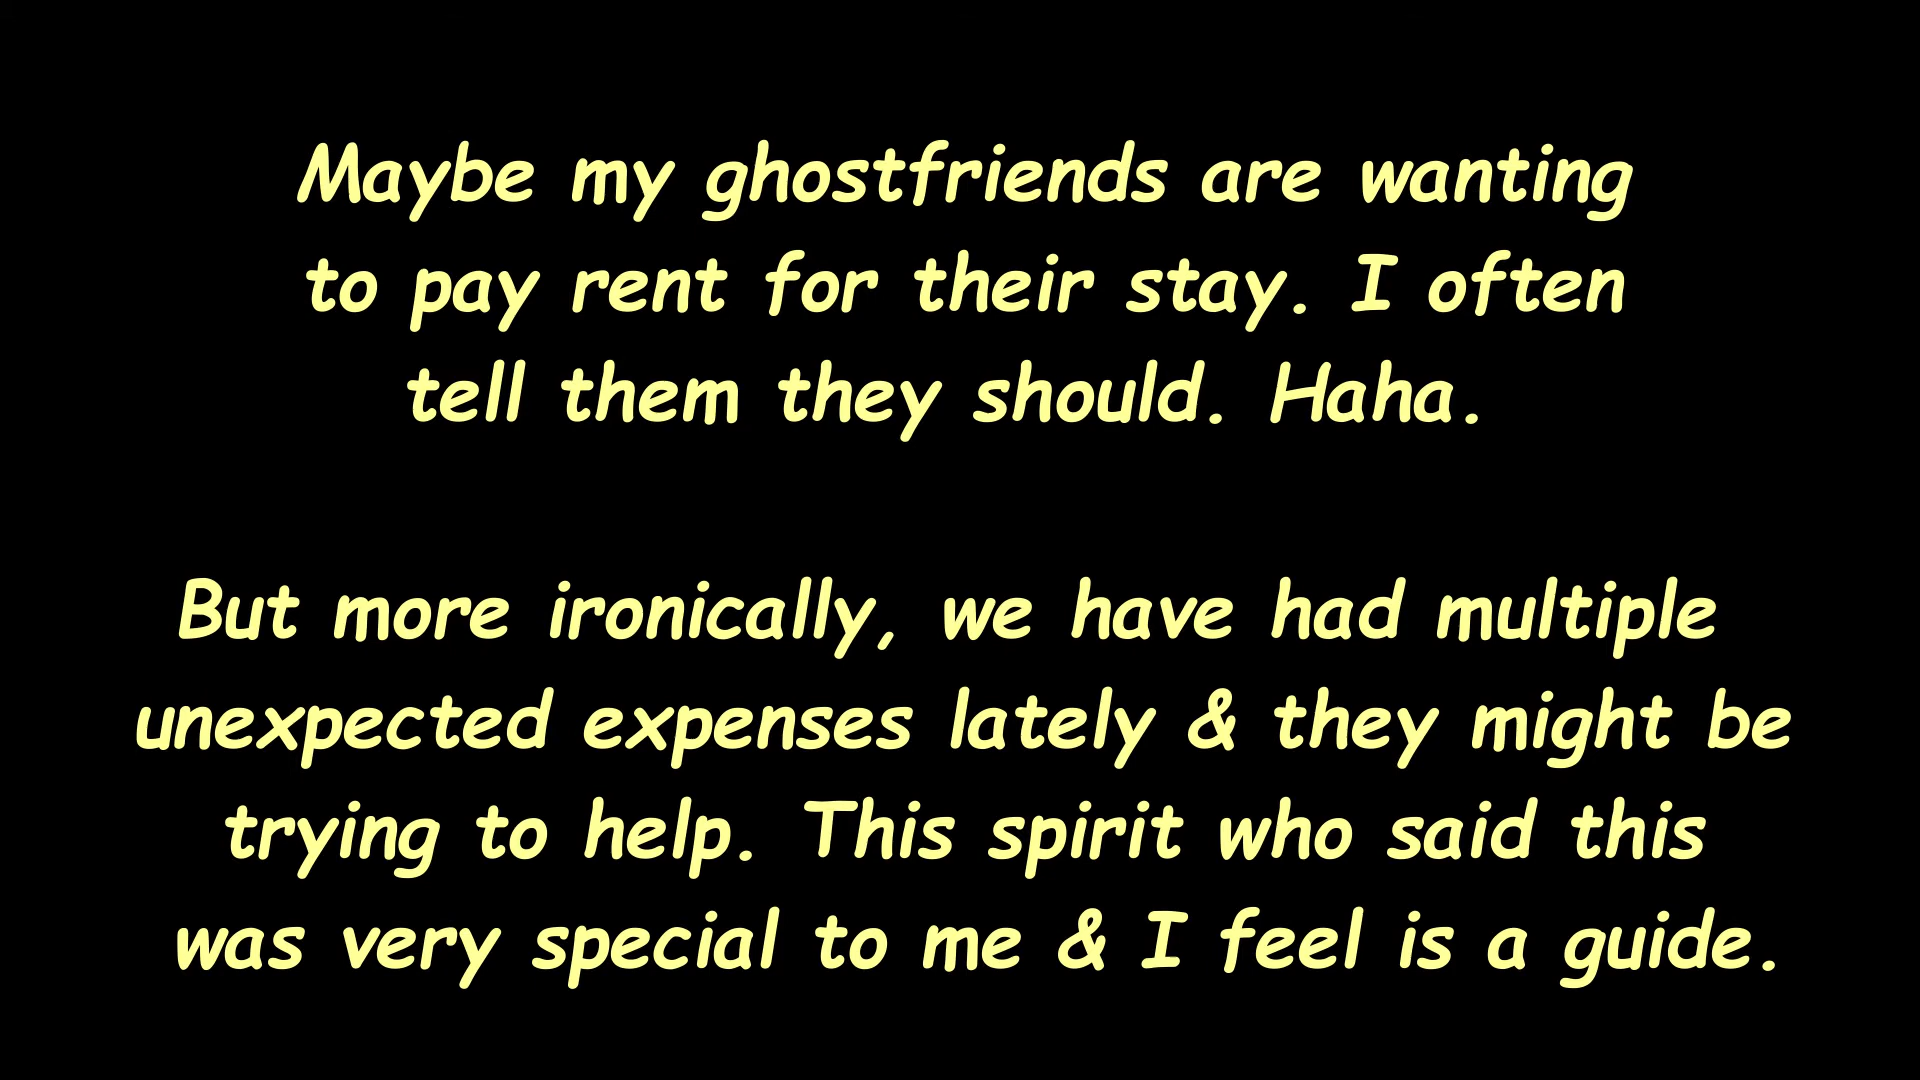 Maybe my ghostfriends are wanting
to pay rent for their stay. I often
tell them they should. Haha.
But more ironically, we have had multiple
unexpected expenses lately & they might be
trying to help. This spirit who said this
was very special to me & I feel is a guide.